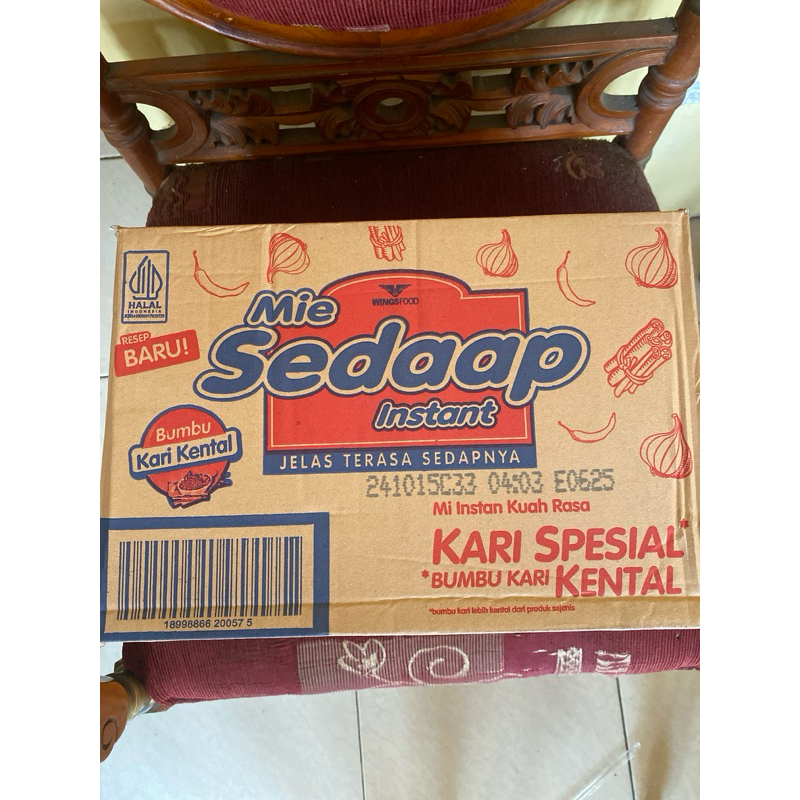 HALAL
INDONESIA
RESEP
BARU!
WINGSFOOD
Mie
Sedaap
Instant
JELAS TERASA SEDAPNYA
Bumbu
Kari Kental
241015C33 04:03 E0625
Mi Instan Kuah Rasa
KARI SPESIAL*
*BUMBU KARI KENTAL
*bumbu kari lebih kental dari produk sejenis
18998866 20057 5